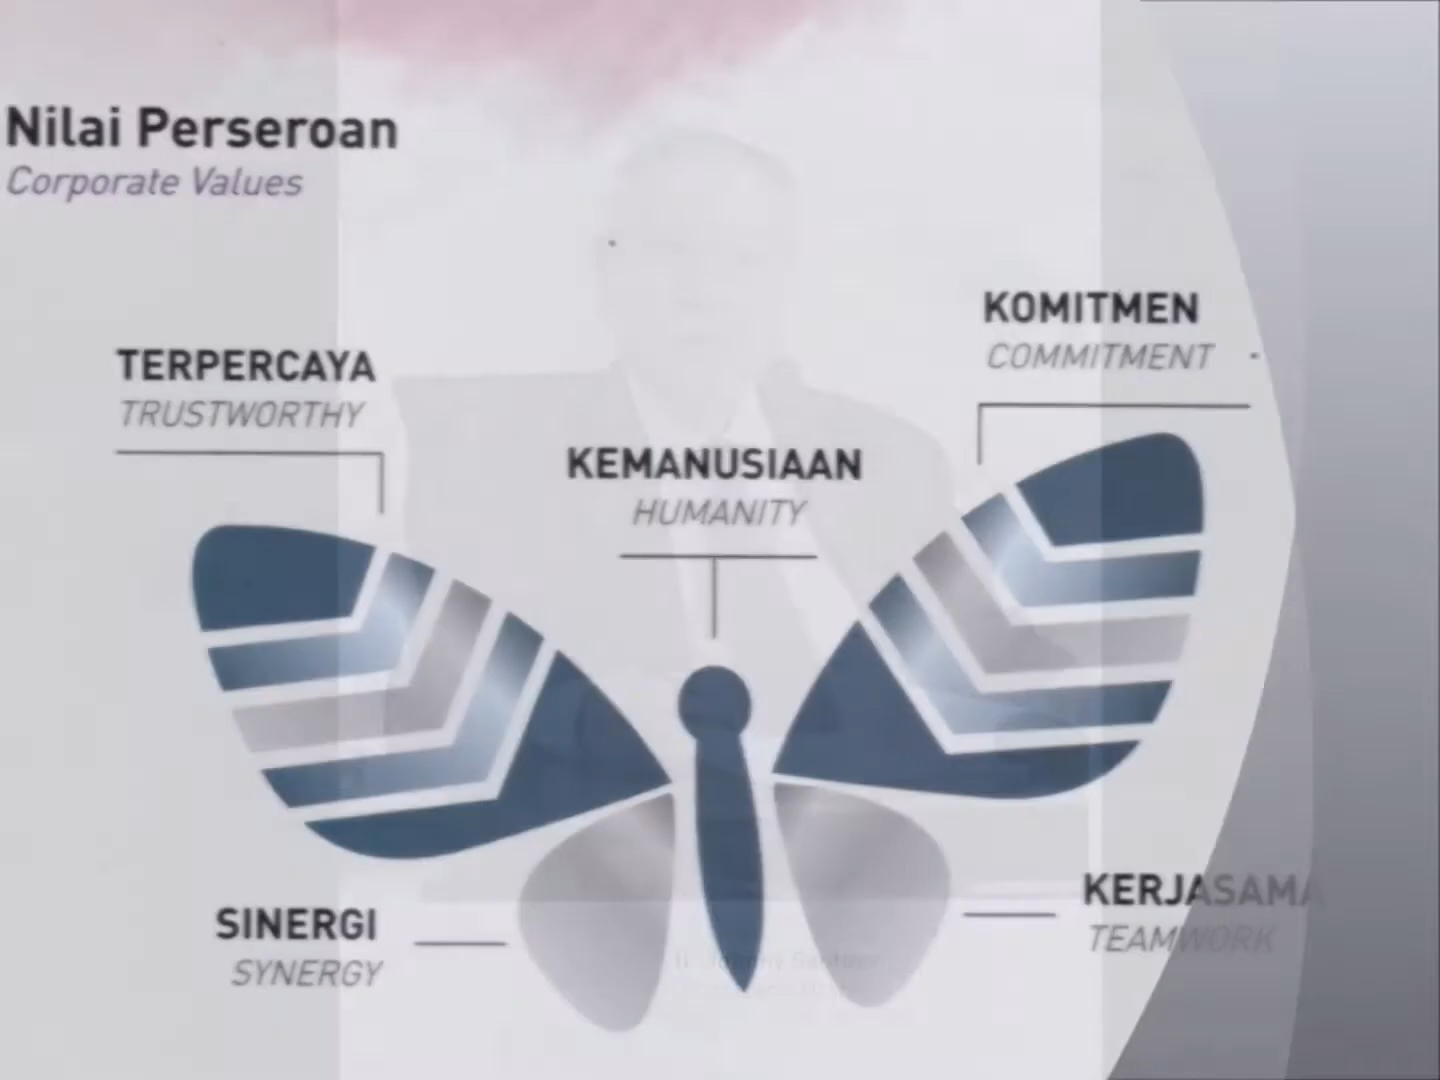 Nilai Perseroan
Corporate Values
KOMITMEN
COMMITMENT
TERPERCAYA
TRUSTWORTHY
KEMANUSIAAN
HUMANITY
KERJASAMA
TEAMWORK
SINERGI
SYNERGY